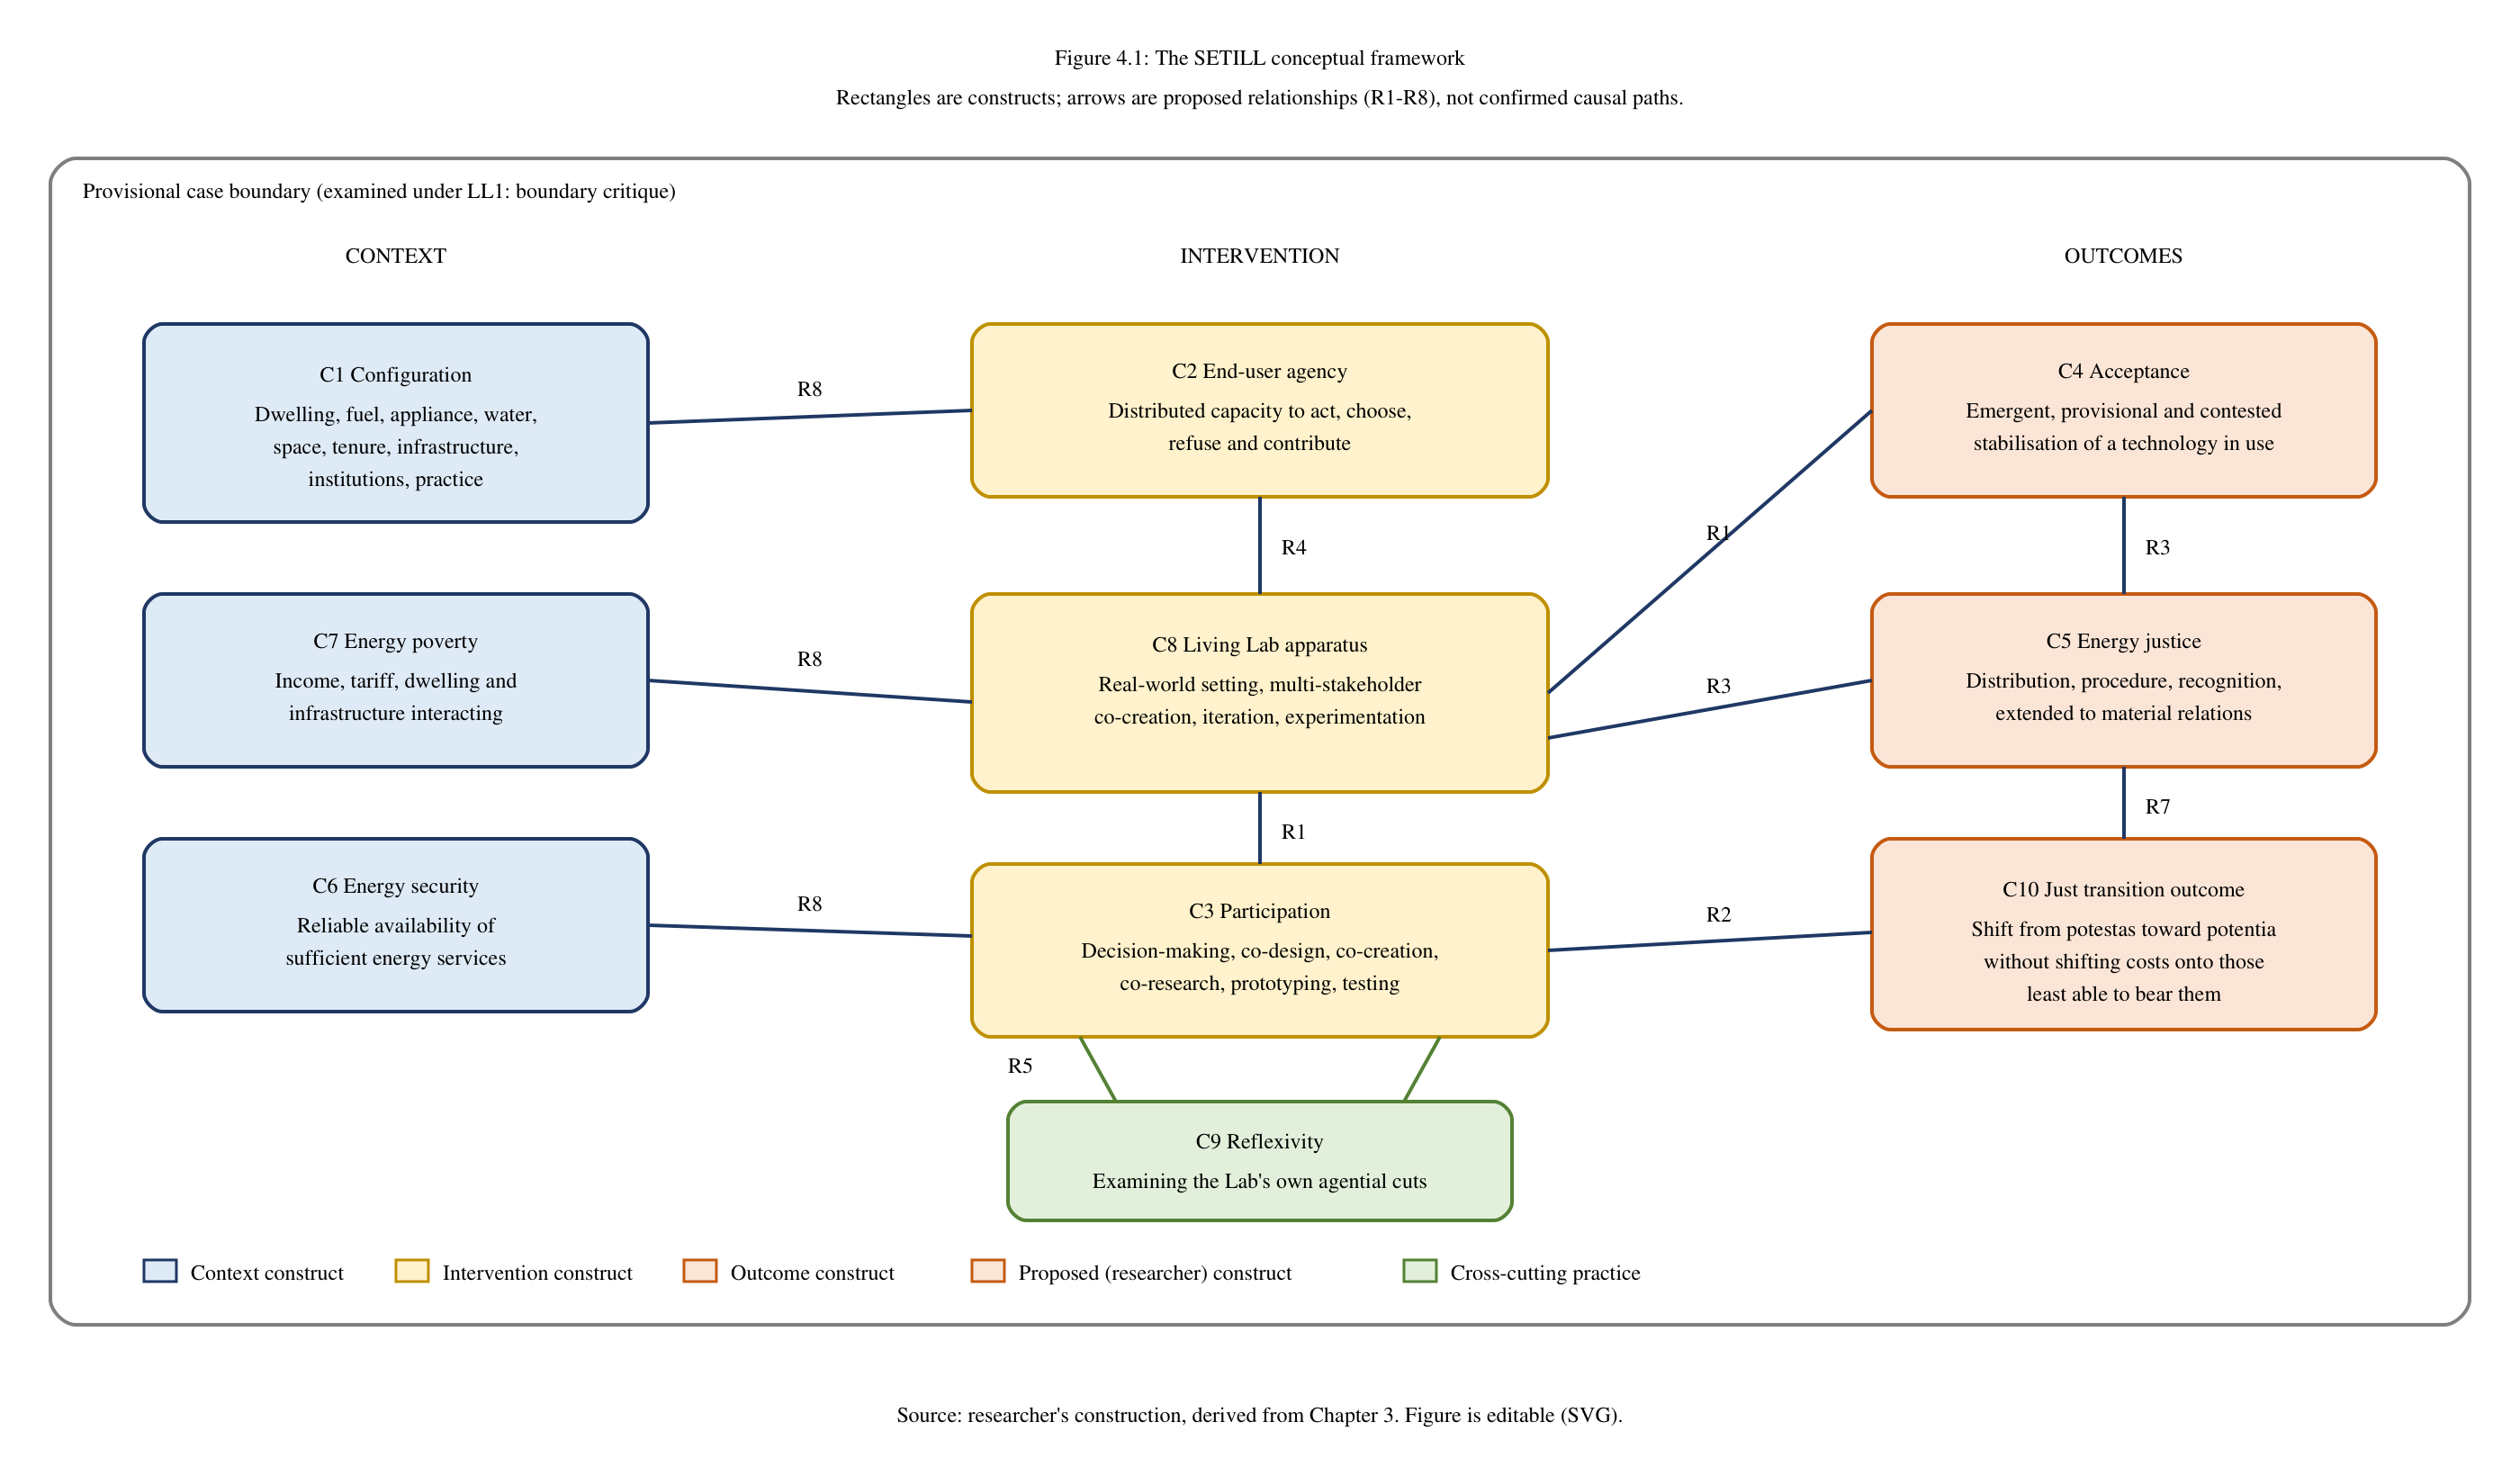 Figure 4.1: The SETILL conceptual framework
Rectangles are constructs; arrows are proposed relationships (R1-R8), not confirmed causal paths.
Provisional case boundary (examined under LL1: boundary critique)
CONTEXT
INTERVENTION
OUTCOMES
C1 Configuration
Dwelling, fuel, appliance, water,
space, tenure, infrastructure,
institutions, practice
R8
C2 End-user agency
Distributed capacity to act, choose,
refuse and contribute
C4 Acceptance
Emergent, provisional and contested
stabilisation of a technology in use
R4
R1
R3
C7 Energy poverty
Income, tariff, dwelling and
infrastructure interacting
R8
C8 Living Lab apparatus
Real-world setting, multi-stakeholder
co-creation, iteration, experimentation
R3
C5 Energy justice
Distribution, procedure, recognition,
extended to material relations
R1
R7
C6 Energy security
Reliable availability of
sufficient energy services
R8
C3 Participation
Decision-making, co-design, co-creation,
co-research, prototyping, testing
R2
C10 Just transition outcome
Shift from potestas toward potentia
without shifting costs onto those
least able to bear them
R5
C9 Reflexivity
Examining the Lab's own agential cuts
Context construct
Intervention construct
Outcome construct
Proposed (researcher) construct
Cross-cutting practice
Source: researcher's construction, derived from Chapter 3. Figure is editable (SVG).